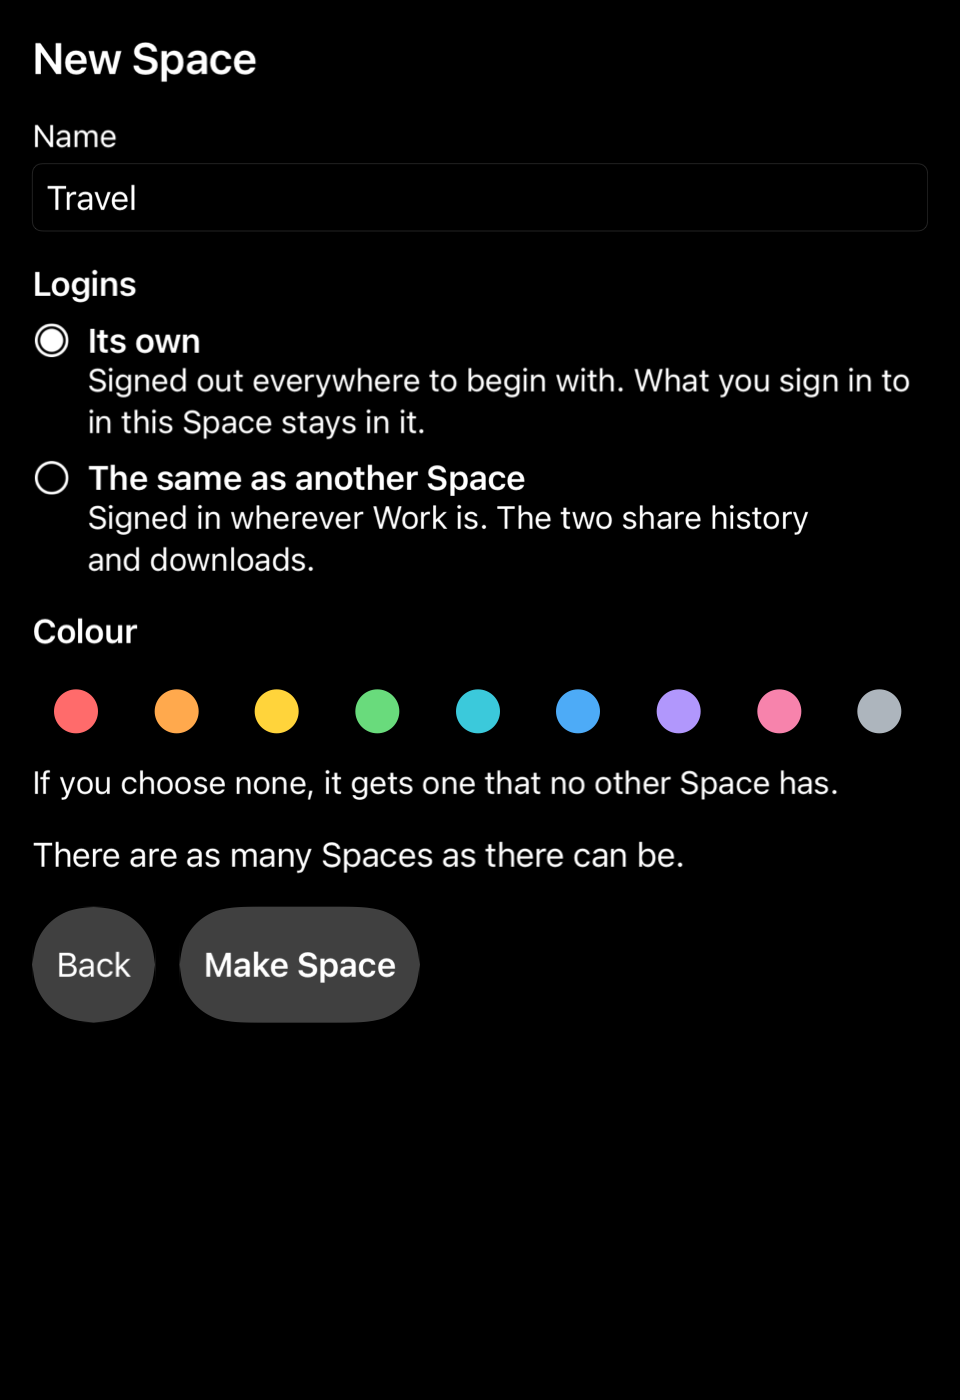 New Space
Name
Travel
Logins
Its own
Signed out everywhere to begin with. What you sign in to
in this Space stays in it.
The same as another Space
Signed in wherever Work is. The two share history
and downloads.
Colour
If you choose none, it gets one that no other Space has.
There are as many Spaces as there can be.
Back
Make Space